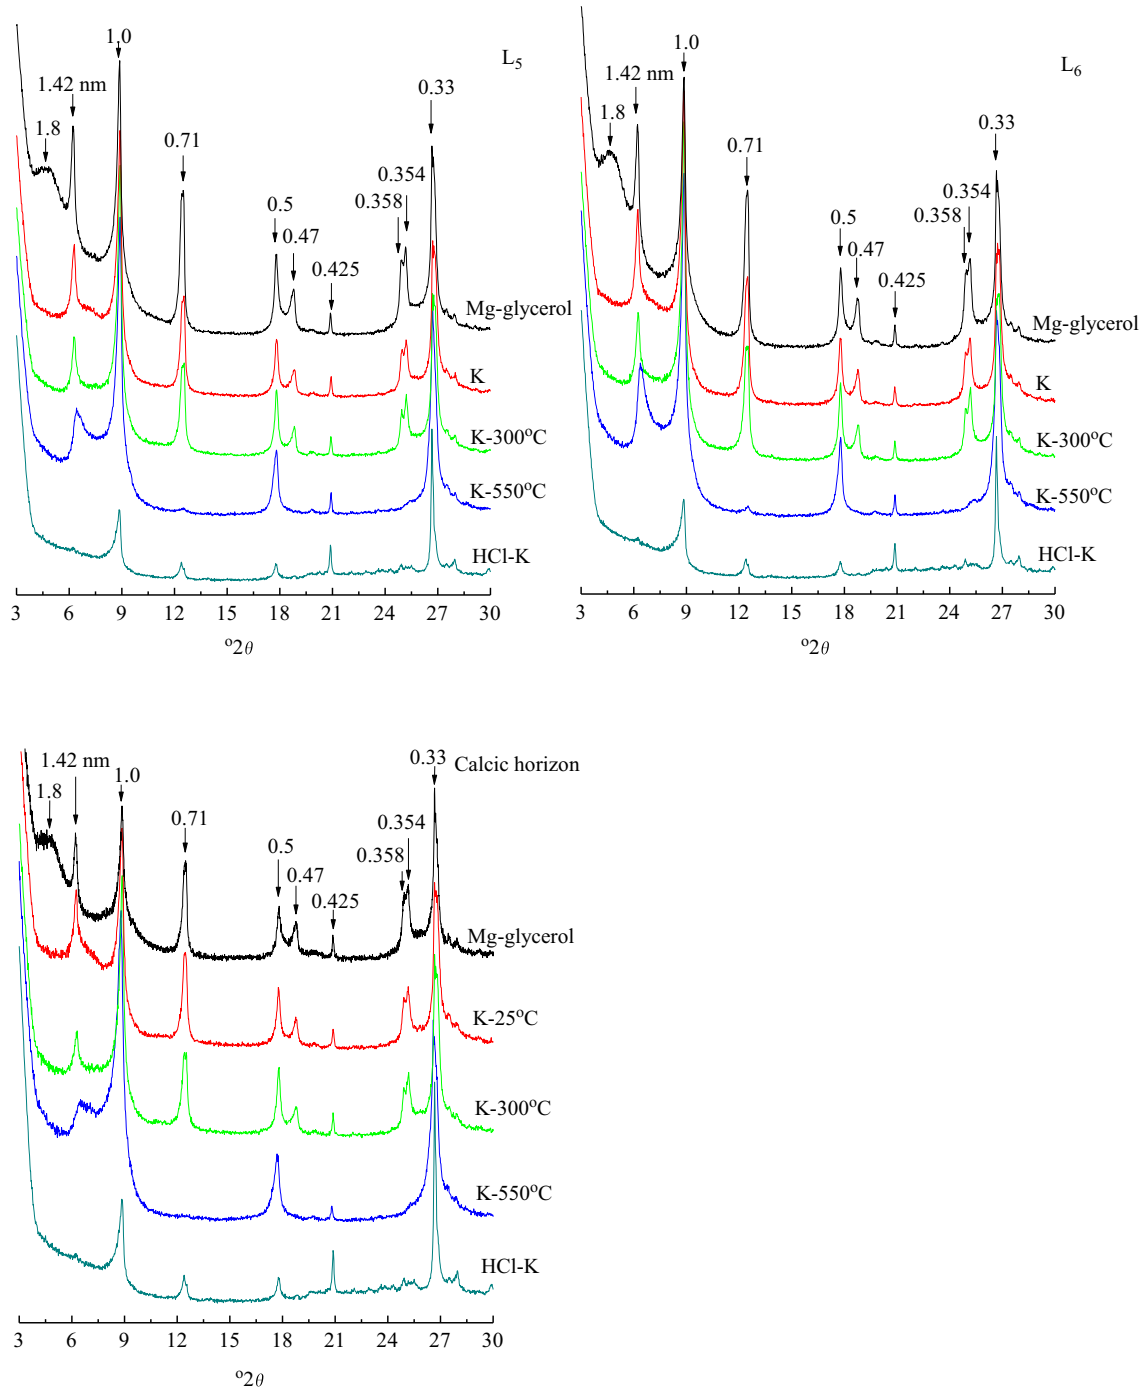 1.0
L5
1.42 nm
1.8
0.33
0.71
0.354
0.358
0.5
0.47
0.425
Mg-glycerol
K
K-300°C
K-550°C
HCl-K
3 6 9 12 15 18 21 24 27 30
°2θ
1.0
L6
1.42 nm
1.8
0.33
0.71
0.354
0.358
0.5
0.47
0.425
Mg-glycerol
K
K-300°C
K-550°C
HCl-K
3 6 9 12 15 18 21 24 27 30
°2θ
0.33
Calcic horizon
1.42 nm
1.0
1.8
0.71
0.354
0.358
0.5
0.47
0.425
Mg-glycerol
K-25°C
K-300°C
K-550°C
HCl-K
3 6 9 12 15 18 21 24 27 30
°2θ